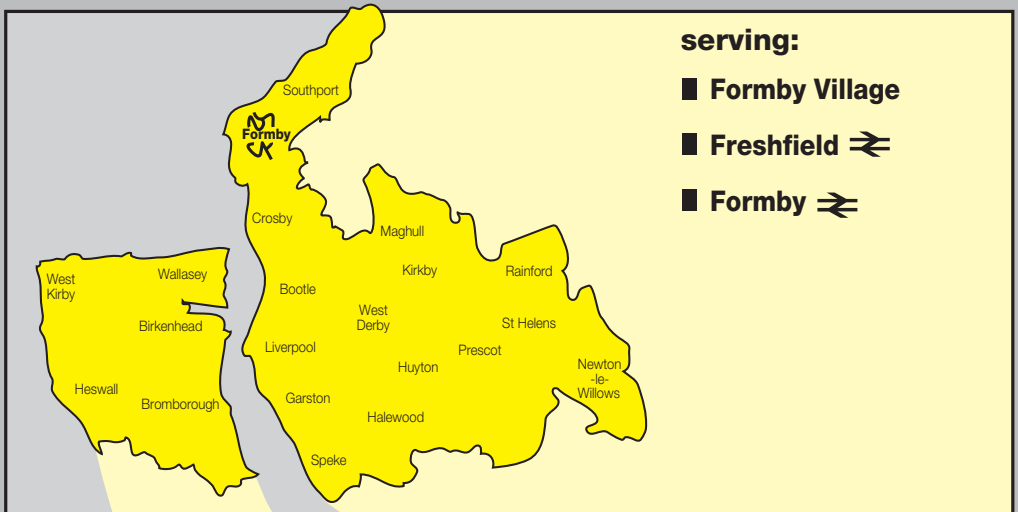 serving:
Formby Village
Freshfield
Formby
Southport
Formby
Crosby
Maghull
Kirkby
Rainford
West
Kirby
Wallasey
Bootle
West
Derby
Birkenhead
St Helens
Liverpool
Prescot
Huyton
Newton
-le-
Willows
Heswall
Bromborough
Garston
Halewood
Speke